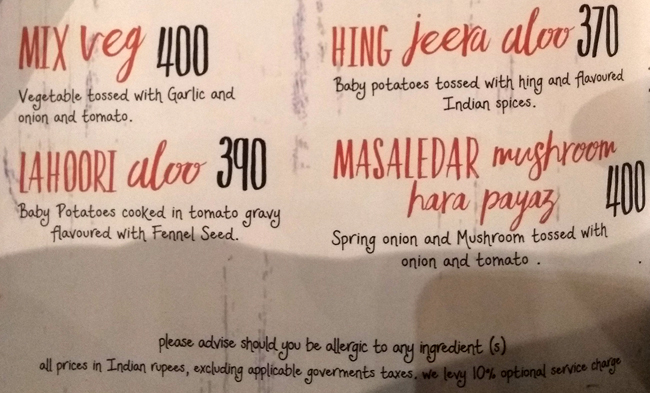 MIX veg 400
Vegetable tossed with Garlic and
onion and tomato.
LAHOORI aloo 390
Baby Potatoes cooked in tomato gravy
flavoured with Fennel Seed.
HING jeera aloo 370
Baby potatoes tossed with hing and flavoured
Indian spices.
MASALEDAR mushroom
hara payaz 400
Spring onion and Mushroom tossed with
onion and tomato .
please advise should you be allergic to any ingredient (s)
all prices in Indian rupees, excluding applicable goverments taxes. we levy 10% optional service charge